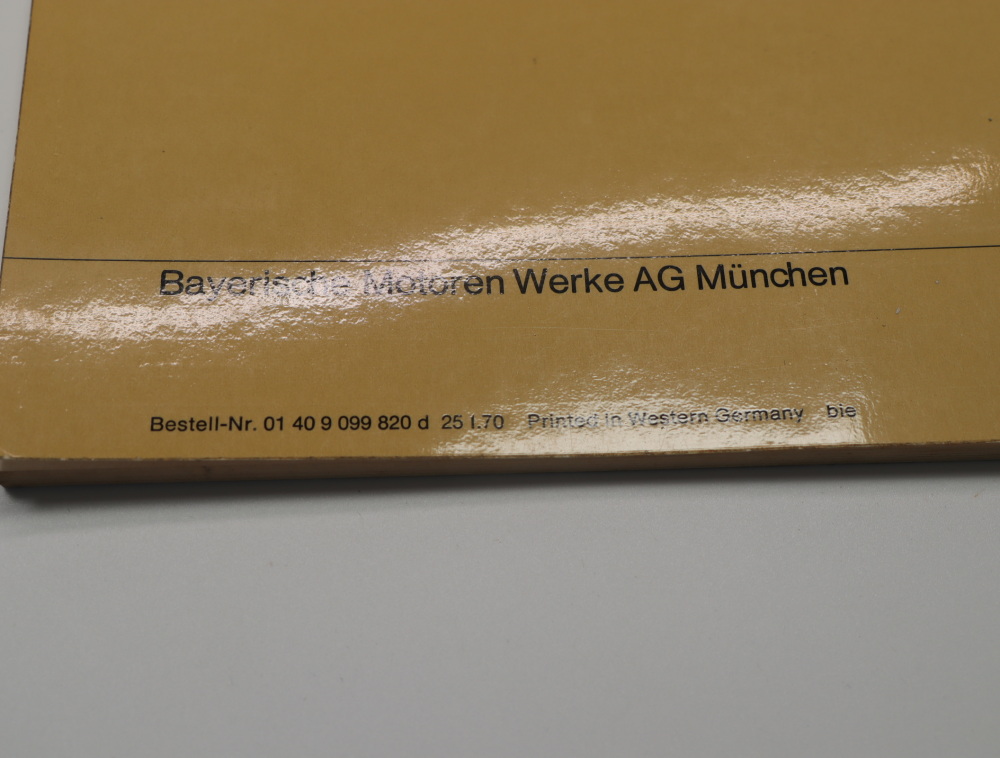 Bayerische Motoren Werke AG München
Bestell-Nr. 01 40 9 099 820 d 25 I.70 Printed in Western Germany bie